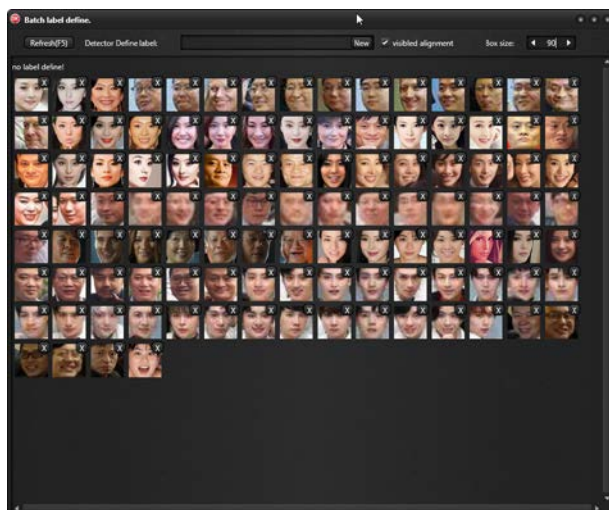 Batch label define.
Refresh(F5) Detector Define label: New ✓ visibled alignment Box size: 90
no label define!
X X X X X X X X X X X X X X X
X X X X X X X X X X X X X X X
X X X X X X X X X X X X X X X
X X X X X X X X X X X X X X X
X X X X X X X X X X X X X X X
X X X X X X X X X X X X X X X
X X X X X X X X X X X X X X X
X X X X